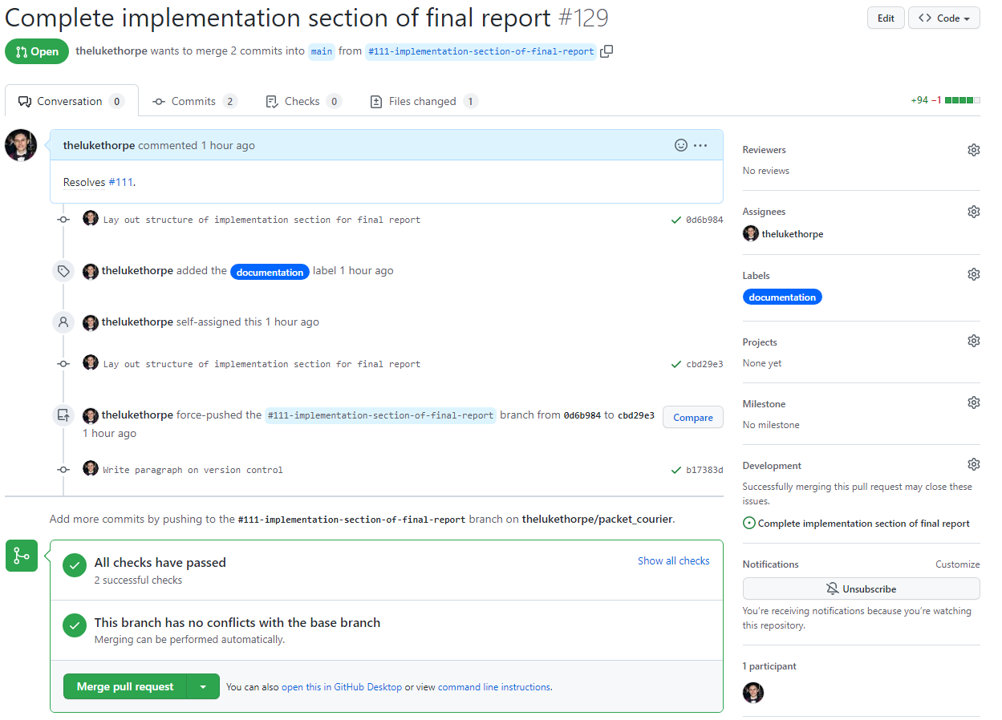 Complete implementation section of final report #129
Edit
Code
Open
thelukethorpe wants to merge 2 commits into main from #111-implementation-section-of-final-report
Conversation 0
Commits 2
Checks 0
Files changed 1
+94 −1
thelukethorpe commented 1 hour ago
Resolves #111.
Lay out structure of implementation section for final report
0d6b984
thelukethorpe added the documentation label 1 hour ago
thelukethorpe self-assigned this 1 hour ago
Lay out structure of implementation section for final report
cbd29e3
thelukethorpe force-pushed the #111-implementation-section-of-final-report branch from 0d6b984 to cbd29e3
1 hour ago
Compare
Write paragraph on version control
b17383d
Add more commits by pushing to the #111-implementation-section-of-final-report branch on thelukethorpe/packet_courier.
All checks have passed
2 successful checks
Show all checks
This branch has no conflicts with the base branch
Merging can be performed automatically.
Merge pull request
You can also open this in GitHub Desktop or view command line instructions.
Reviewers
No reviews
Assignees
thelukethorpe
Labels
documentation
Projects
None yet
Milestone
No milestone
Development
Successfully merging this pull request may close these
issues.
Complete implementation section of final report
Notifications
Customize
Unsubscribe
You're receiving notifications because you're watching
this repository.
1 participant